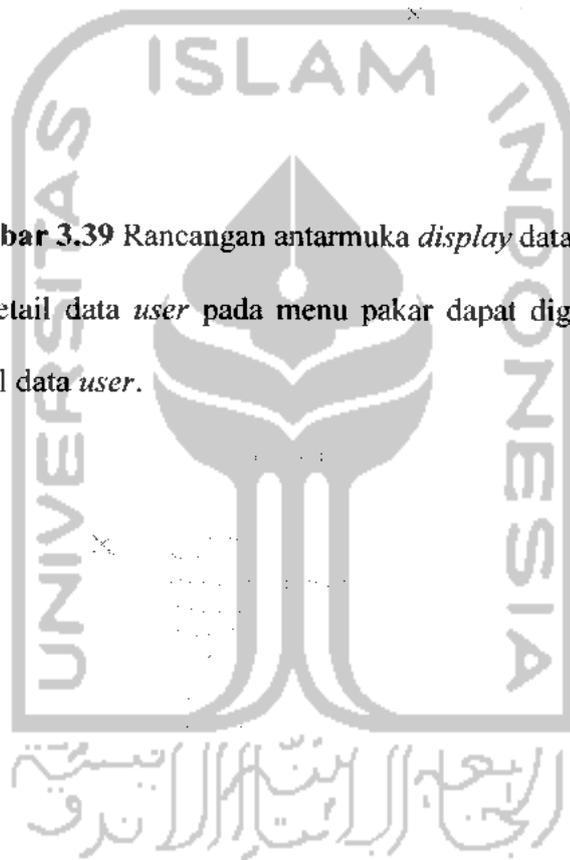 ISLAM
UNIVERSITAS
INDONESIA
bar 3.39 Rancangan antarmuka display data
etail data user pada menu pakar dapat dig
l data user.